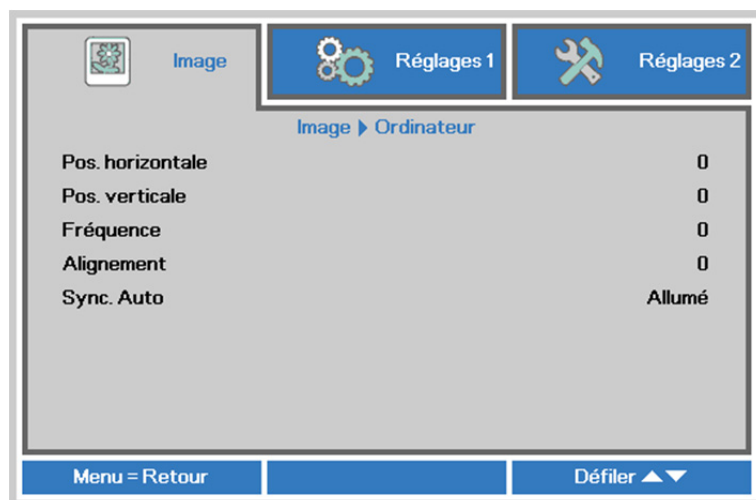 Image
Réglages 1
Réglages 2
Image ▶ Ordinateur
Pos. horizontale 0
Pos. verticale 0
Fréquence 0
Alignement 0
Sync. Auto Allumé
Menu = Retour
Défiler ▲▼